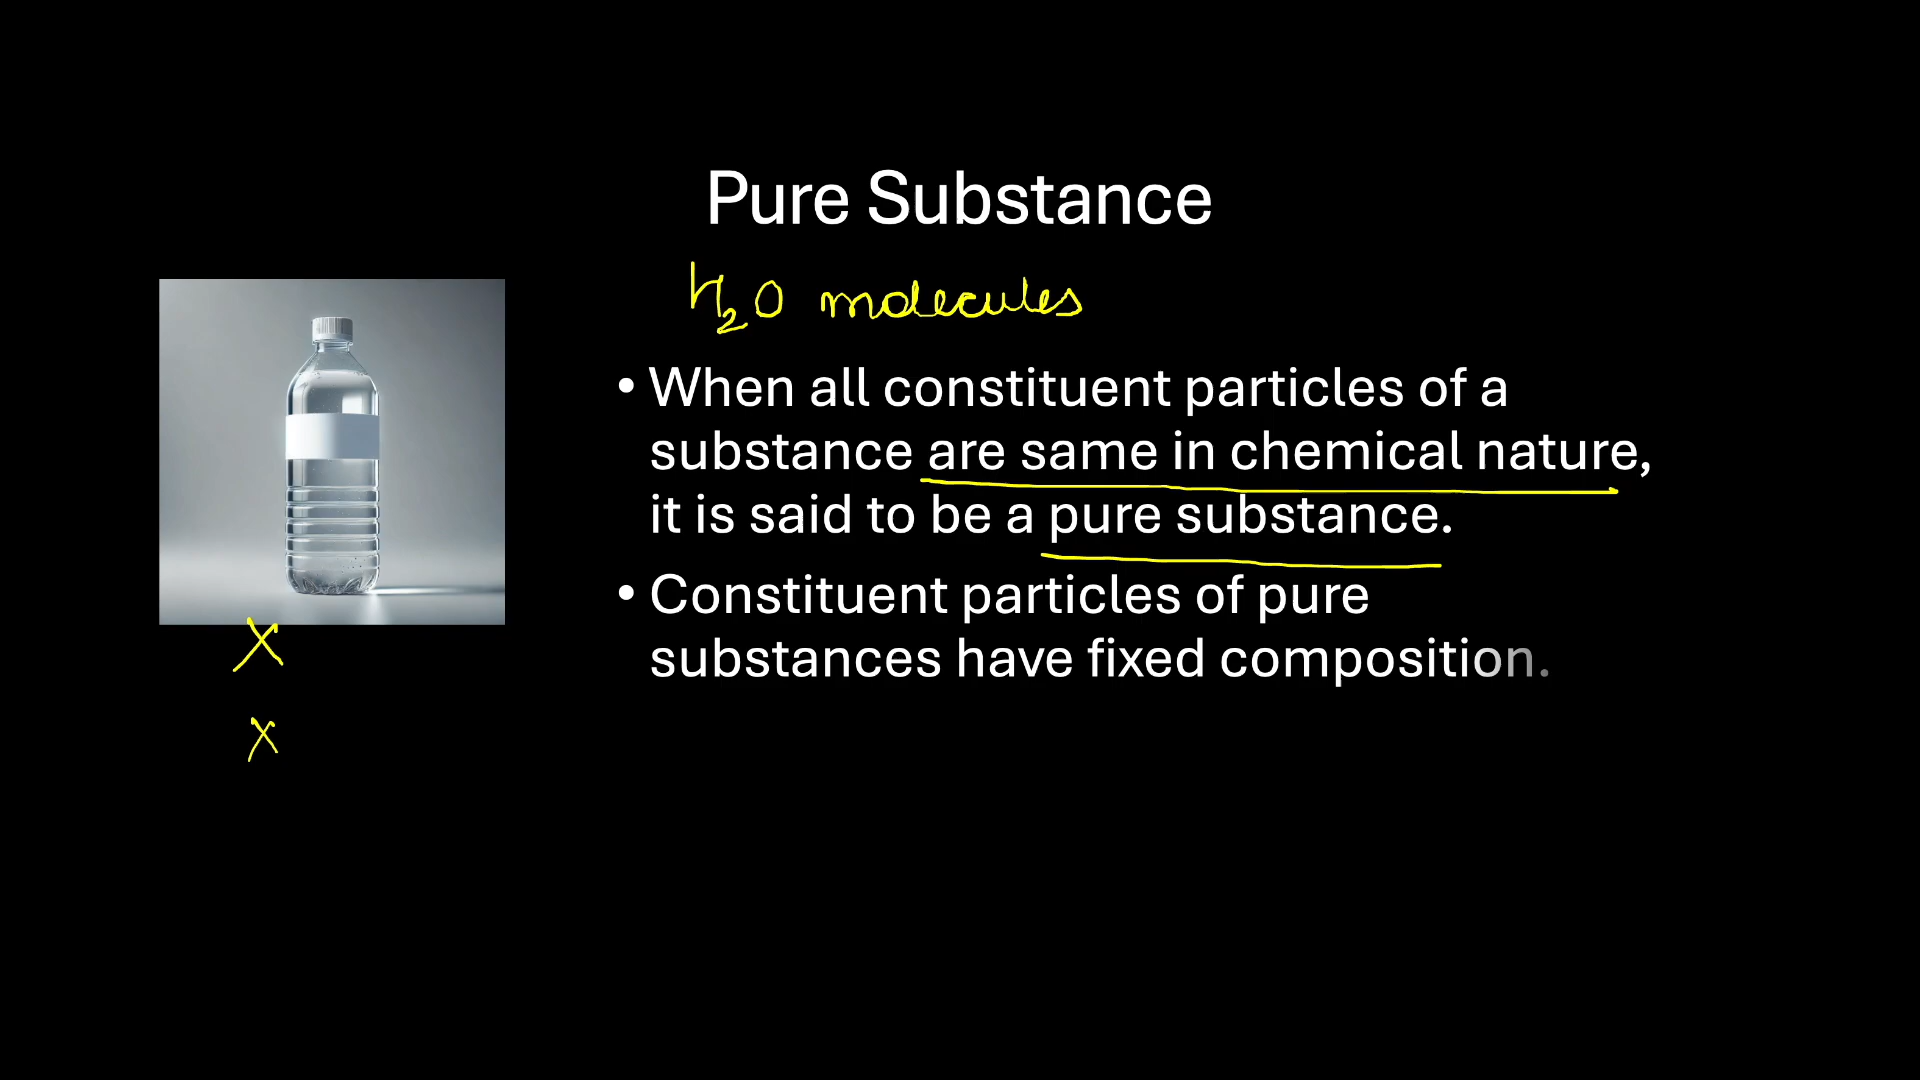 Pure Substance
H₂O molecules
• When all constituent particles of a
substance are same in chemical nature,
it is said to be a pure substance.
• Constituent particles of pure
substances have fixed composition.
X
X